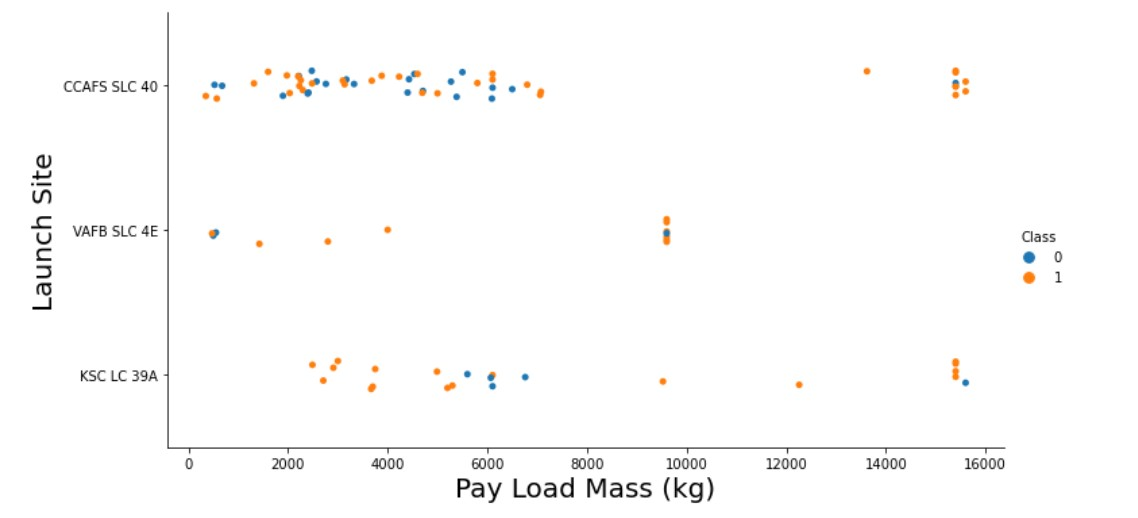 CCAFS SLC 40
VAFB SLC 4E
KSC LC 39A
Launch Site
0 2000 4000 6000 8000 10000 12000 14000 16000
Pay Load Mass (kg)
Class
0
1